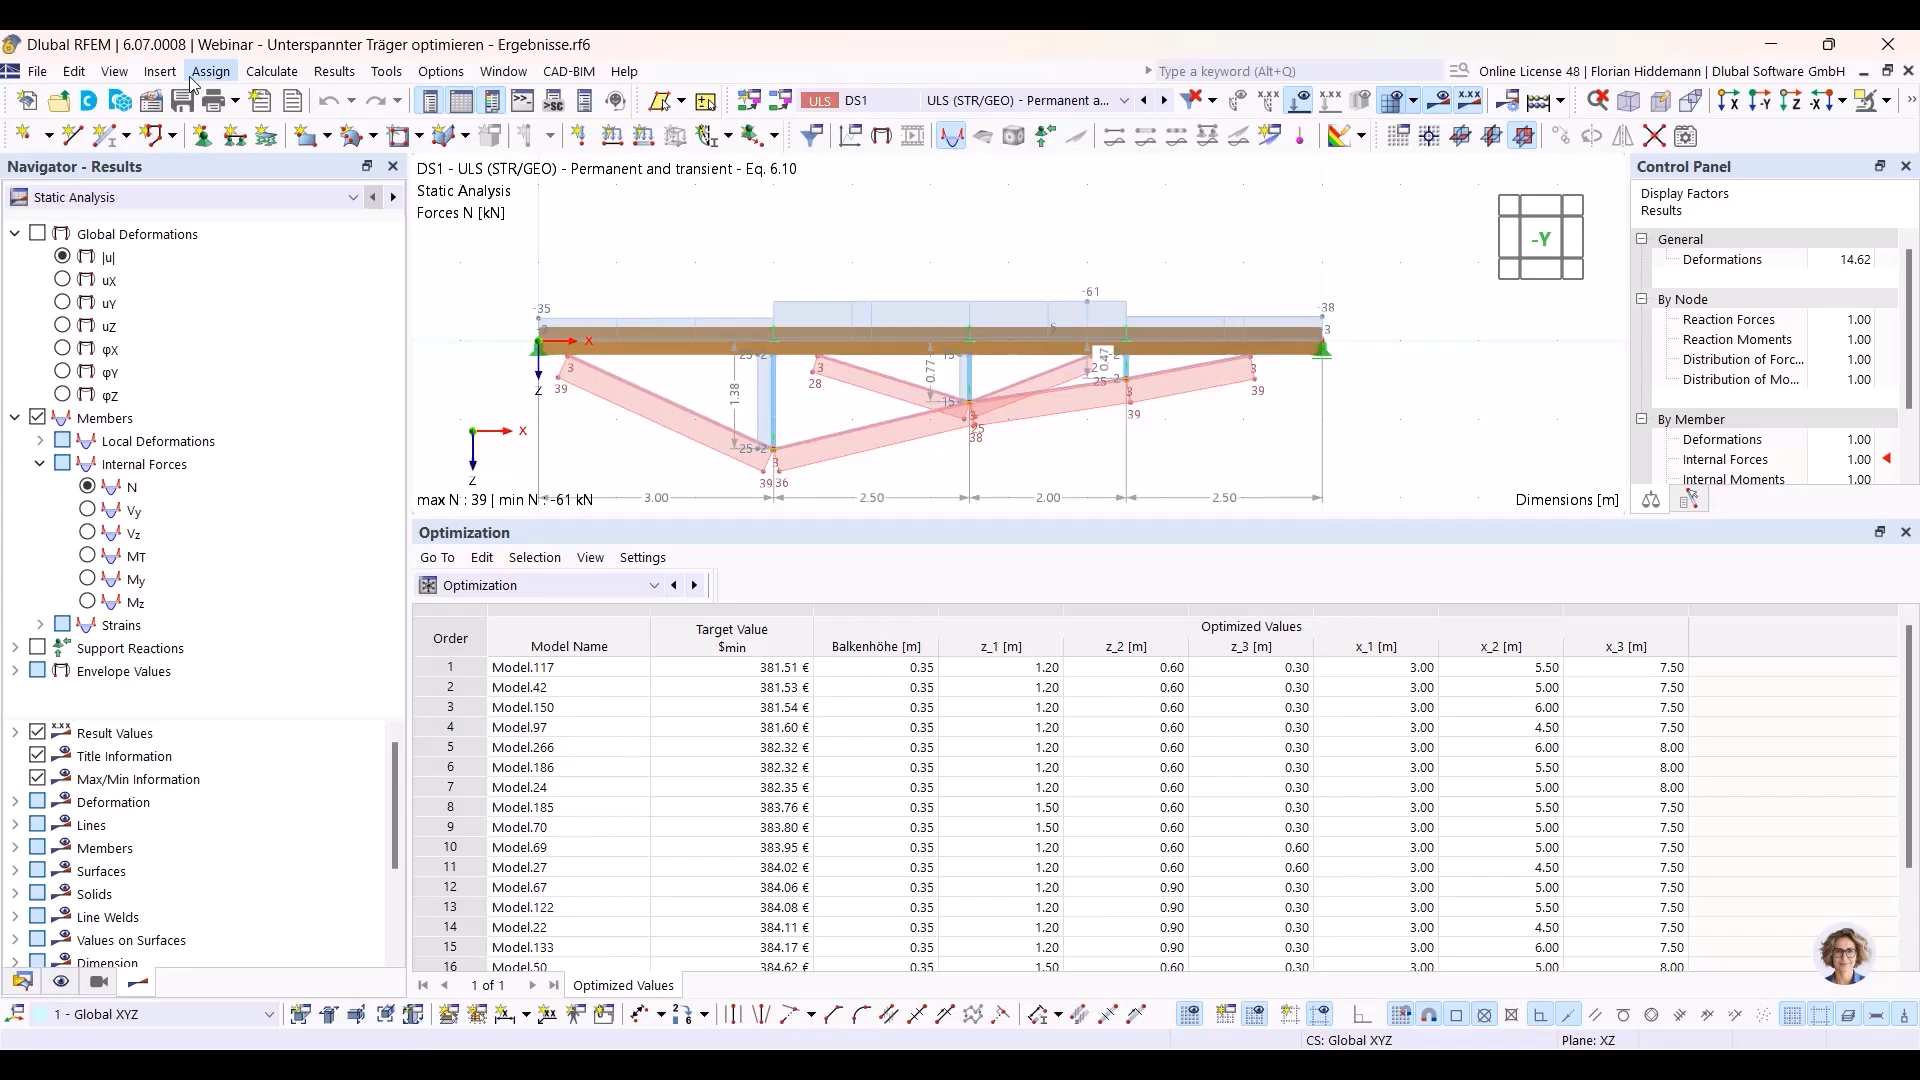 Dlubal RFEM | 6.07.0008 | Webinar - Unterspannter Träger optimieren - Ergebnisse.rf6
File Edit View Insert Assign Calculate Results Tools Options Window CAD-BIM Help
Type a keyword (Alt+Q)
Online License 48 | Florian Hiddemann | Dlubal Software GmbH
ULS DS1 ULS (STR/GEO) - Permanent a...
Navigator - Results
Static Analysis
Global Deformations
|u|
uX
uY
uZ
φX
φY
φZ
Members
Local Deformations
Internal Forces
N
Vy
Vz
MT
My
Mz
Strains
Support Reactions
Envelope Values
Result Values
Title Information
Max/Min Information
Deformation
Lines
Members
Surfaces
Solids
Line Welds
Values on Surfaces
Dimension
DS1 - ULS (STR/GEO) - Permanent and transient - Eq. 6.10
Static Analysis
Forces N [kN]
-Y
-35 -61 -38
X
Z
3 39
1.38
25
3 28
0.77
15
0.47
25
3 39
3 39
3 38
39 36
X
Z
3.00 2.50 2.00 2.50
max N : 39 | min N : -61 kN
Dimensions [m]
Control Panel
Display Factors
Results
General
Deformations 14.62
By Node
Reaction Forces 1.00
Reaction Moments 1.00
Distribution of Forc... 1.00
Distribution of Mo... 1.00
By Member
Deformations 1.00
Internal Forces 1.00
Internal Moments 1.00
Optimization
Go To Edit Selection View Settings
Optimization
Order Model Name Target Value $min Optimized Values
Balkenhöhe [m] z_1 [m] z_2 [m] z_3 [m] x_1 [m] x_2 [m] x_3 [m]
1 Model.117 381.51 € 0.35 1.20 0.60 0.30 3.00 5.50 7.50
2 Model.42 381.53 € 0.35 1.20 0.60 0.30 3.00 5.00 7.50
3 Model.150 381.54 € 0.35 1.20 0.60 0.30 3.00 6.00 7.50
4 Model.97 381.60 € 0.35 1.20 0.60 0.30 3.00 4.50 7.50
5 Model.266 382.32 € 0.35 1.20 0.60 0.30 3.00 6.00 8.00
6 Model.186 382.32 € 0.35 1.20 0.60 0.30 3.00 5.50 8.00
7 Model.24 382.35 € 0.35 1.20 0.60 0.30 3.00 5.00 8.00
8 Model.185 383.76 € 0.35 1.50 0.60 0.30 3.00 5.50 7.50
9 Model.70 383.80 € 0.35 1.50 0.60 0.30 3.00 5.00 7.50
10 Model.69 383.95 € 0.35 1.20 0.60 0.60 3.00 5.00 7.50
11 Model.27 384.02 € 0.35 1.20 0.60 0.60 3.00 4.50 7.50
12 Model.67 384.06 € 0.35 1.20 0.90 0.30 3.00 5.00 7.50
13 Model.122 384.08 € 0.35 1.20 0.90 0.30 3.00 5.50 7.50
14 Model.22 384.11 € 0.35 1.20 0.90 0.30 3.00 4.50 7.50
15 Model.133 384.17 € 0.35 1.20 0.90 0.30 3.00 6.00 7.50
16 Model.50 384.62 € 0.35 1.50 0.60 0.30 3.00 5.00 8.00
1 of 1 Optimized Values
1 - Global XYZ
CS: Global XYZ
Plane: XZ